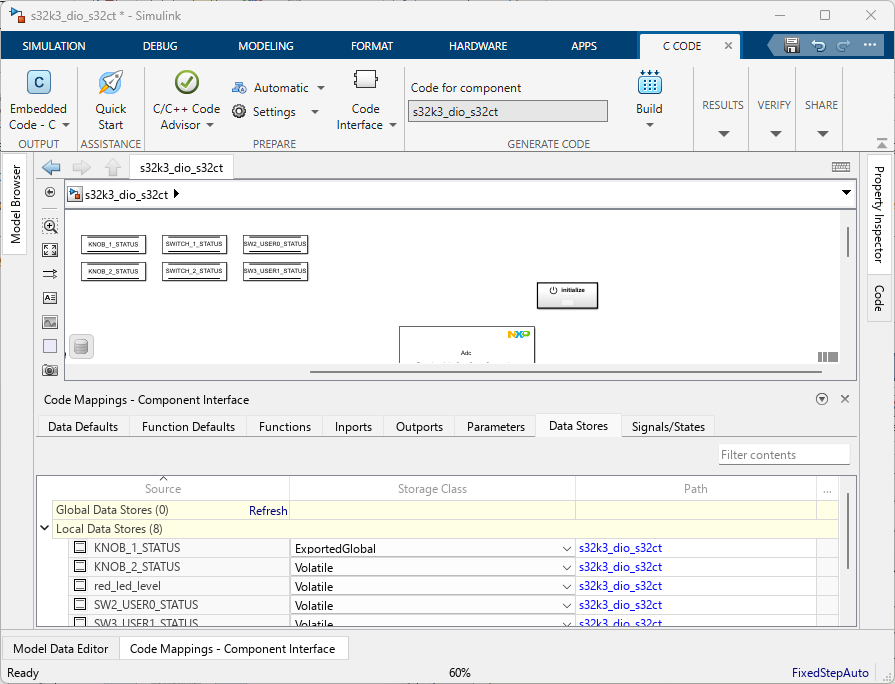 s32k3_dio_s32ct * - Simulink
SIMULATION DEBUG MODELING FORMAT HARDWARE APPS C CODE
Embedded Code - C
Quick Start
C/C++ Code Advisor
Automatic
Settings
Code Interface
Code for component
s32k3_dio_s32ct
Build
RESULTS VERIFY SHARE
OUTPUT ASSISTANCE PREPARE GENERATE CODE
Model Browser
s32k3_dio_s32ct
s32k3_dio_s32ct
Property Inspector
Code
KNOB_1_STATUS SWITCH_1_STATUS SW2_USER0_STATUS
KNOB_2_STATUS SWITCH_2_STATUS SW3_USER1_STATUS
initialize
NXP
Adc
Code Mappings - Component Interface
Data Defaults Function Defaults Functions Inports Outports Parameters Data Stores Signals/States
Filter contents
Source Storage Class Path ...
Global Data Stores (0) Refresh
Local Data Stores (8)
KNOB_1_STATUS ExportedGlobal s32k3_dio_s32ct
KNOB_2_STATUS Volatile s32k3_dio_s32ct
red_led_level Volatile s32k3_dio_s32ct
SW2_USER0_STATUS Volatile s32k3_dio_s32ct
SW3_USER1_STATUS Volatile s32k3_dio_s32ct
Model Data Editor Code Mappings - Component Interface
Ready 60% FixedStepAuto